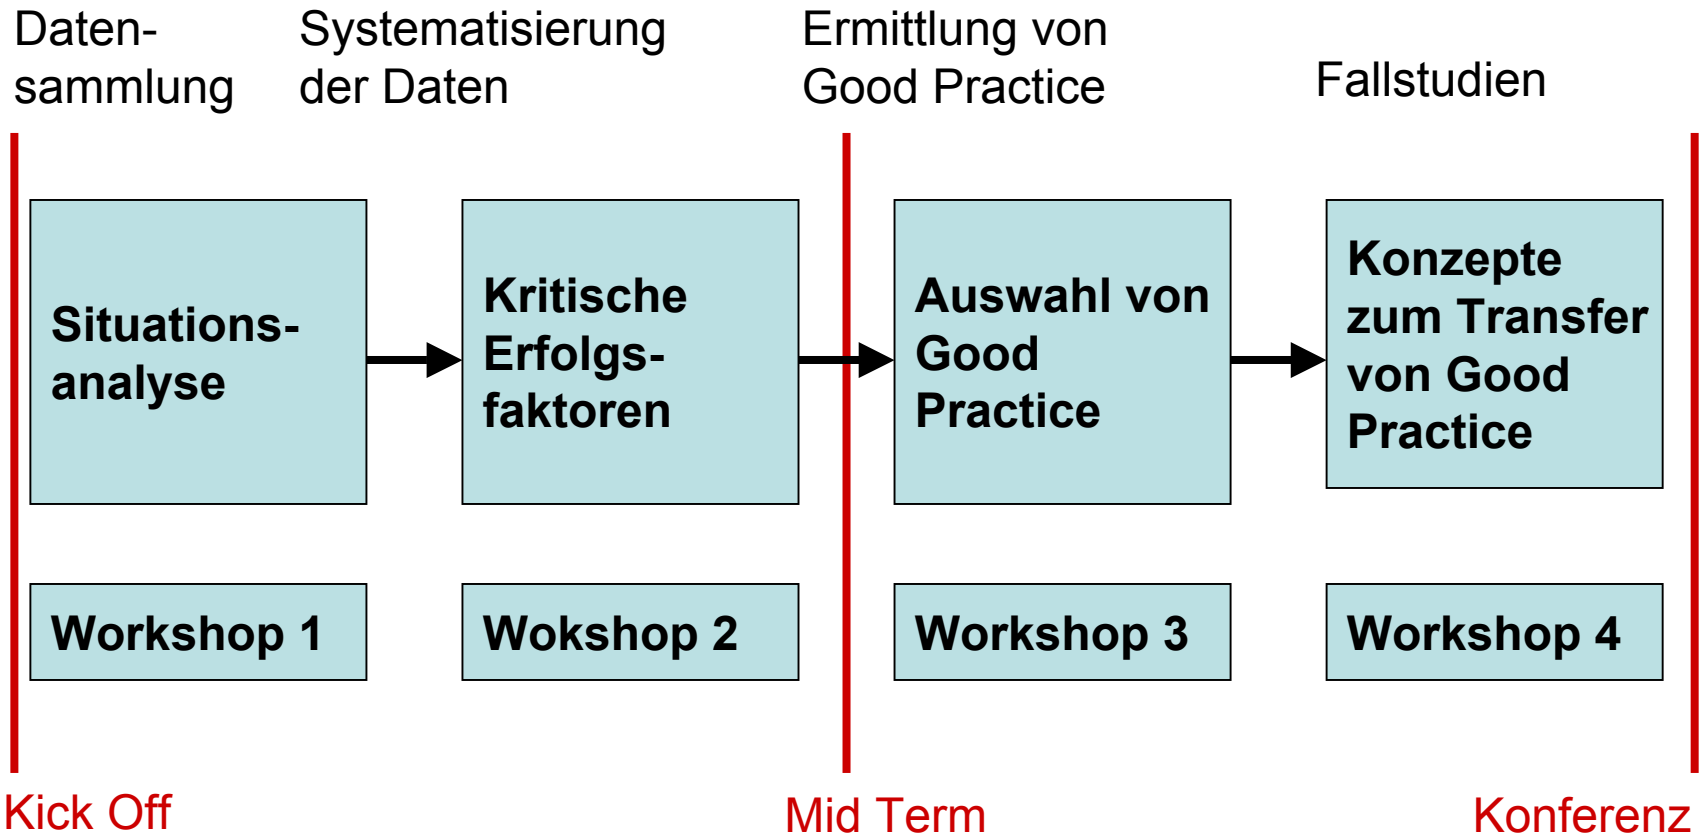 Daten-
sammlung
Systematisierung
der Daten
Ermittlung von
Good Practice
Fallstudien
Situations-
analyse
Kritische
Erfolgs-
faktoren
Auswahl von
Good
Practice
Konzepte
zum Transfer
von Good
Practice
Workshop 1
Wokshop 2
Workshop 3
Workshop 4
Kick Off
Mid Term
Konferenz